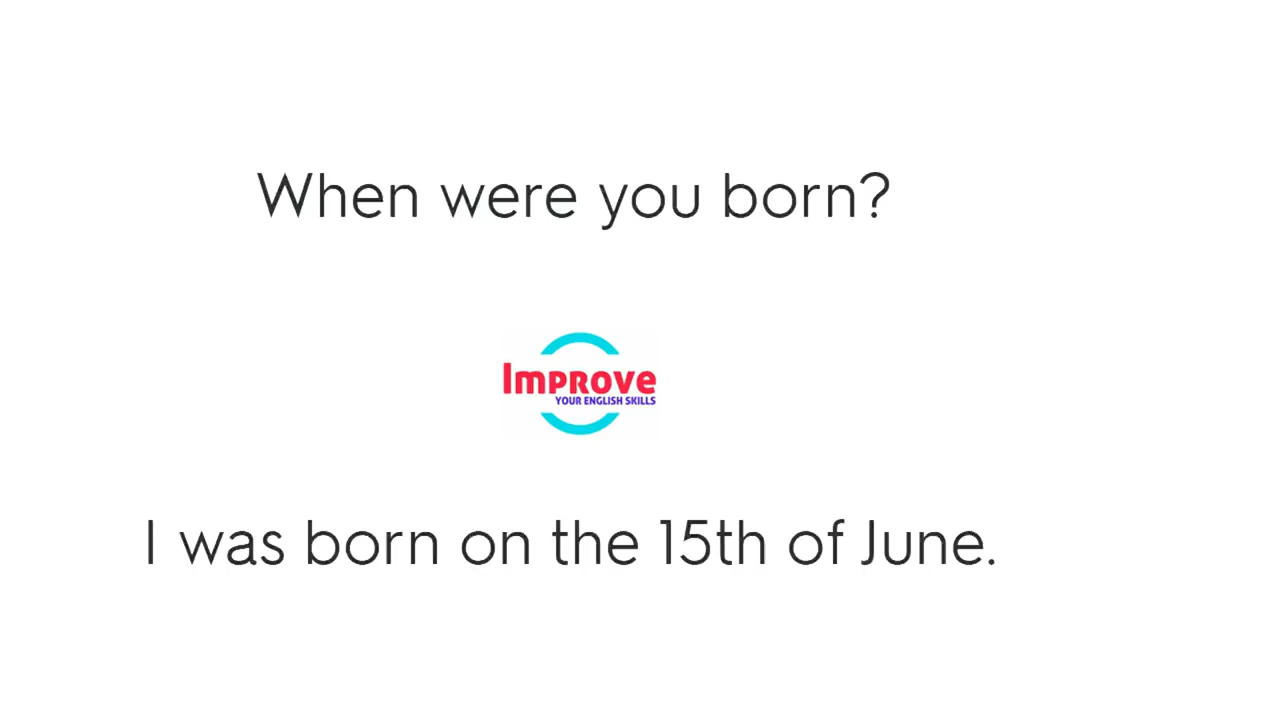 When were you born?
Improve
YOUR ENGLISH SKILLS
I was born on the 15th of June.